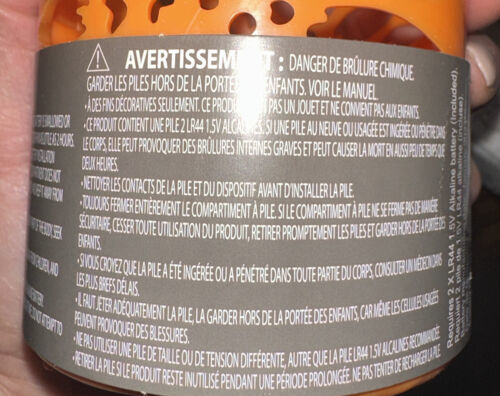 AVERTISSEMENT : DANGER DE BRÛLURE CHIMIQUE.
GARDER LES PILES HORS DE LA PORTÉE DES ENFANTS. VOIR LE MANUEL
• À DES FINS DÉCORATIVES SEULEMENT. CE PRODUIT N'EST PAS UN JOUET ET NE CONVIENT PAS AUX ENFANTS.
• CE PRODUIT CONTIENT UNE PILE 2 LR44 1.5V ALCALINES. SI UNE PILE AU NEUVE OU USAGÉE EST INGÉRÉE OU PÉNÈTRE DANS
LE CORPS, ELLE PEUT PROVOQUER DES BRÛLURES INTERNES GRAVES ET PEUT CAUSER LA MORT EN AUSSI PEU DE TEMPS QUE
DEUX HEURES.
• NETTOYER LES CONTACTS DE LA PILE ET DU DISPOSITIF AVANT D'INSTALLER LA PILE.
• TOUJOURS FERMER ENTIÈREMENT LE COMPARTIMENT À PILE. SI LE COMPARTIMENT À PILE NE SE FERME PAS DE MANIÈRE
SÉCURITAIRE, CESSER TOUTE UTILISATION DU PRODUIT, RETIRER PROMPTEMENT LES PILES ET GARDER HORS DE LA PORTÉE DES
ENFANTS.
• SI VOUS CROYEZ QUE LA PILE A ÉTÉ INGÉRÉE OU A PÉNÉTRÉ DANS TOUTE PARTIE DU CORPS, CONSULTER UN MÉDECIN DANS
LES PLUS BREFS DÉLAIS.
• IL FAUT JETER ADÉQUATEMENT LA PILE, LA GARDER HORS DE LA PORTÉE DES ENFANTS, CAR MÊME LES CELLULES USAGÉES
PEUVENT PROVOQUER DES BLESSURES.
• NE PAS UTILISER UNE PILE DE TAILLE OU DE TENSION DIFFÉRENTE, AUTRE QUE LA PILE LR44 1.5V ALCALINES RECOMMANDÉE.
• RETIRER LA PILE SI LE PRODUIT RESTE INUTILISÉ PENDANT UNE PÉRIODE PROLONGÉE. NE PAS TENTER DE RECHARGER LA PILE.
Requires 2 X LR44 1.5V Alkaline battery (included).